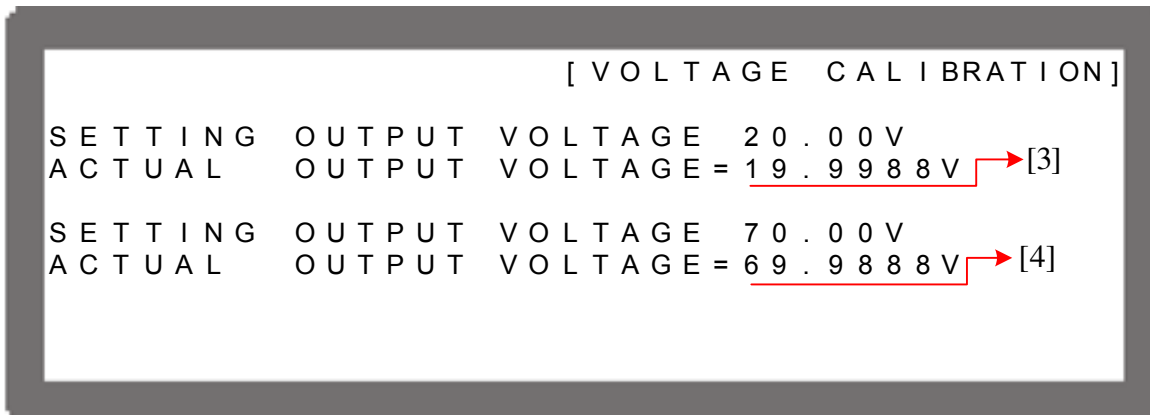 [VOLTAGE CALIBRATION]
SETTING OUTPUT VOLTAGE 20.00V
ACTUAL OUTPUT VOLTAGE=19.9988V [3]
SETTING OUTPUT VOLTAGE 70.00V
ACTUAL OUTPUT VOLTAGE=69.9888V [4]